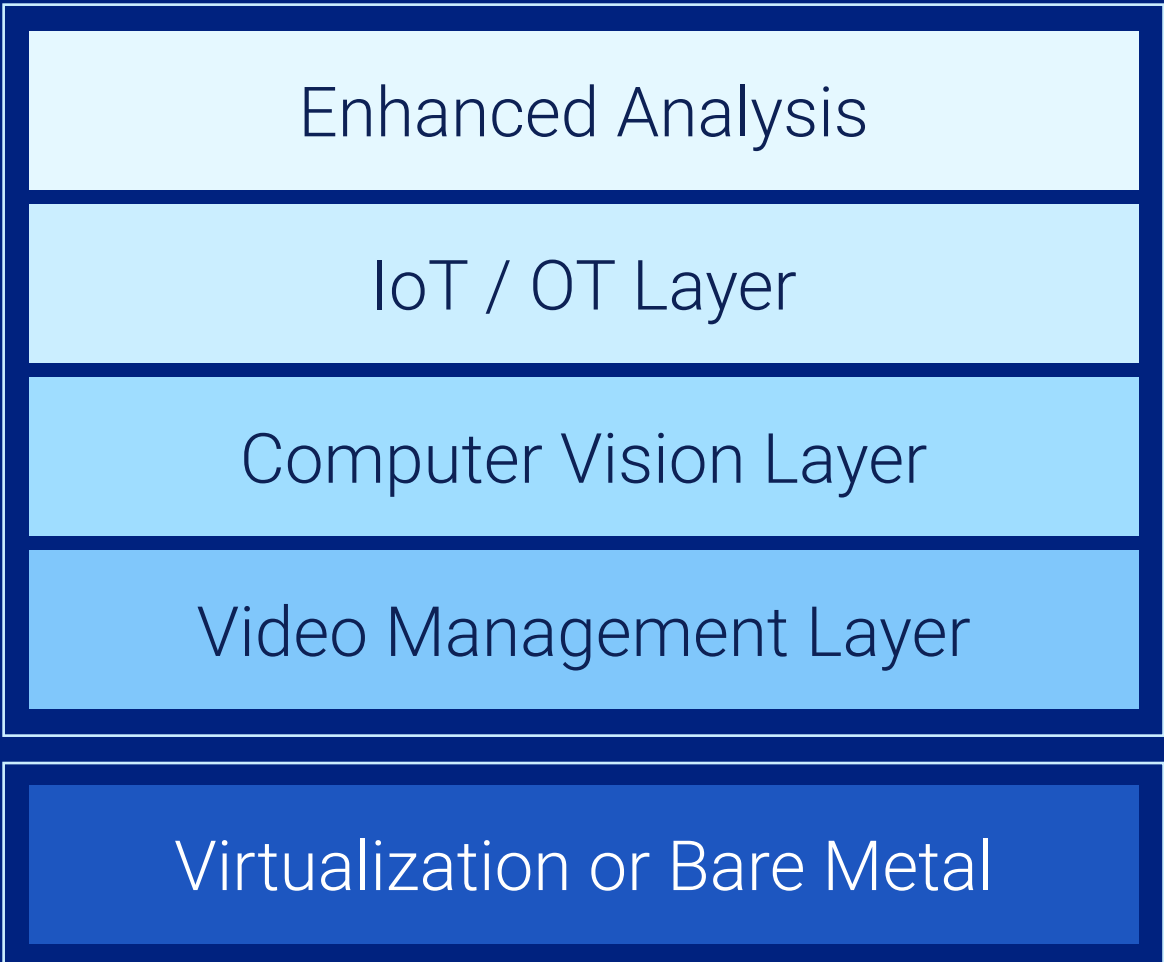 Enhanced Analysis
IoT / OT Layer
Computer Vision Layer
Video Management Layer
Virtualization or Bare Metal